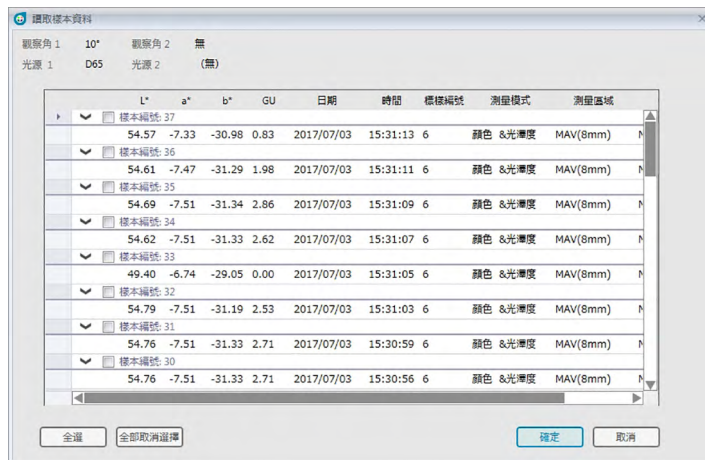 讀取樣本資料
觀察角 1 10° 觀察角 2 無
光源 1 D65 光源 2 (無)
L* a* b* GU 日期 時間 標樣編號 測量模式 測量區域
樣本編號: 37
54.57 -7.33 -30.98 0.83 2017/07/03 15:31:13 6 顏色 &光澤度 MAV(8mm)
樣本編號: 36
54.61 -7.47 -31.29 1.98 2017/07/03 15:31:11 6 顏色 &光澤度 MAV(8mm)
樣本編號: 35
54.69 -7.51 -31.34 2.86 2017/07/03 15:31:09 6 顏色 &光澤度 MAV(8mm)
樣本編號: 34
54.62 -7.51 -31.33 2.62 2017/07/03 15:31:07 6 顏色 &光澤度 MAV(8mm)
樣本編號: 33
49.40 -6.74 -29.05 0.00 2017/07/03 15:31:05 6 顏色 &光澤度 MAV(8mm)
樣本編號: 32
54.79 -7.51 -31.19 2.53 2017/07/03 15:31:03 6 顏色 &光澤度 MAV(8mm)
樣本編號: 31
54.76 -7.51 -31.33 2.71 2017/07/03 15:30:59 6 顏色 &光澤度 MAV(8mm)
樣本編號: 30
54.76 -7.51 -31.33 2.71 2017/07/03 15:30:56 6 顏色 &光澤度 MAV(8mm)
全選 全部取消選擇 確定 取消